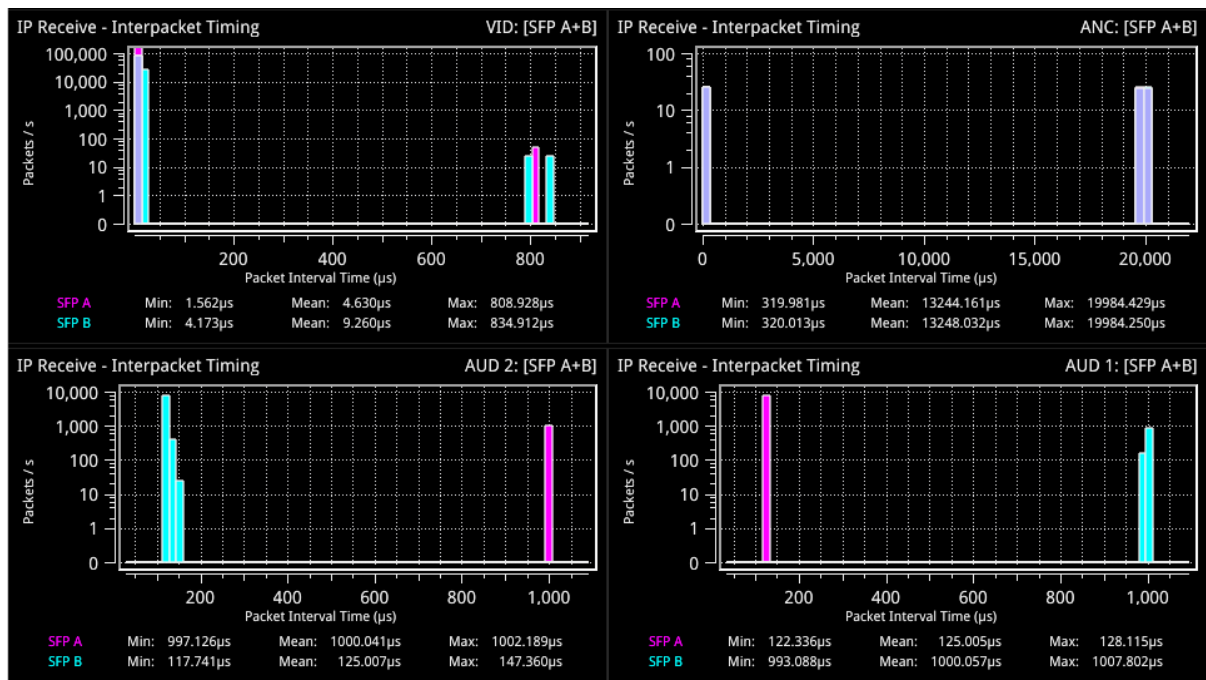 IP Receive - Interpacket Timing VID: [SFP A+B]
100,000
10,000
1,000
100
10
1
0
Packets / s
200 400 600 800
Packet Interval Time (µs)
SFP A Min: 1.562µs Mean: 4.630µs Max: 808.928µs
SFP B Min: 4.173µs Mean: 9.260µs Max: 834.912µs
IP Receive - Interpacket Timing ANC: [SFP A+B]
100
10
1
0
Packets / s
0 5,000 10,000 15,000 20,000
Packet Interval Time (µs)
SFP A Min: 319.981µs Mean: 13244.161µs Max: 19984.429µs
SFP B Min: 320.013µs Mean: 13248.032µs Max: 19984.250µs
IP Receive - Interpacket Timing AUD 2: [SFP A+B]
10,000
1,000
100
10
1
0
Packets / s
200 400 600 800 1,000
Packet Interval Time (µs)
SFP A Min: 997.126µs Mean: 1000.041µs Max: 1002.189µs
SFP B Min: 117.741µs Mean: 125.007µs Max: 147.360µs
IP Receive - Interpacket Timing AUD 1: [SFP A+B]
10,000
1,000
100
10
1
0
Packets / s
200 400 600 800 1,000
Packet Interval Time (µs)
SFP A Min: 122.336µs Mean: 125.005µs Max: 128.115µs
SFP B Min: 993.088µs Mean: 1000.057µs Max: 1007.802µs